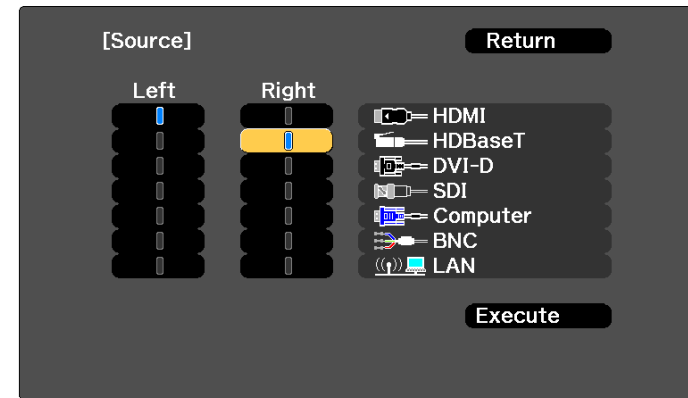 [Source]
Return
Left
Right
HDMI
HDBaseT
DVI-D
SDI
Computer
BNC
LAN
Execute